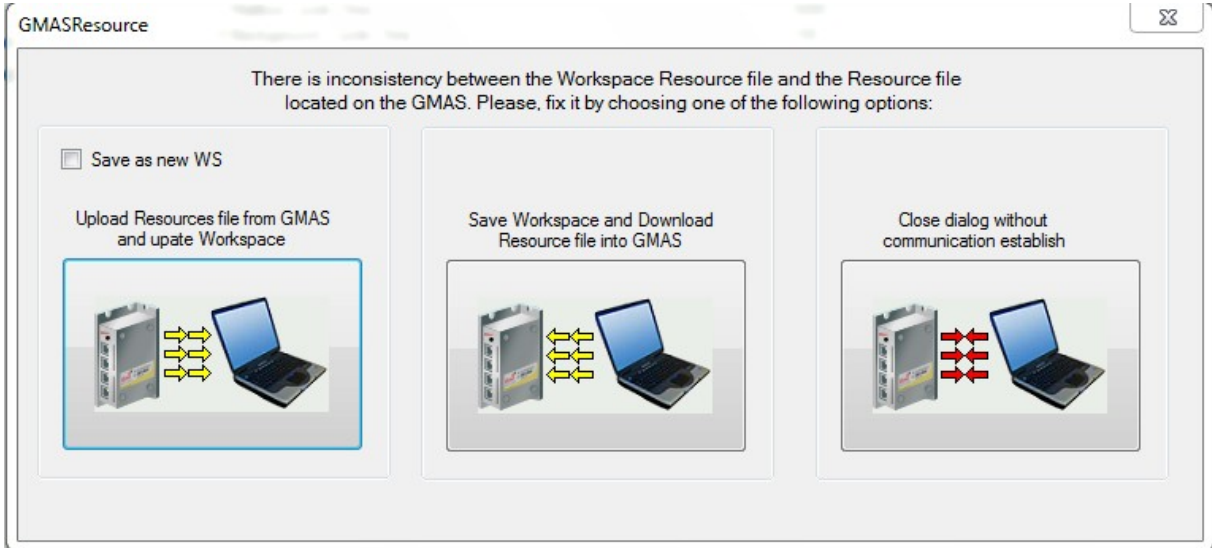 GMASResource
There is inconsistency between the Workspace Resource file and the Resource file
located on the GMAS. Please, fix it by choosing one of the following options:
Save as new WS
Upload Resources file from GMAS
and upate Workspace
Save Workspace and Download
Resource file into GMAS
Close dialog without
communication establish